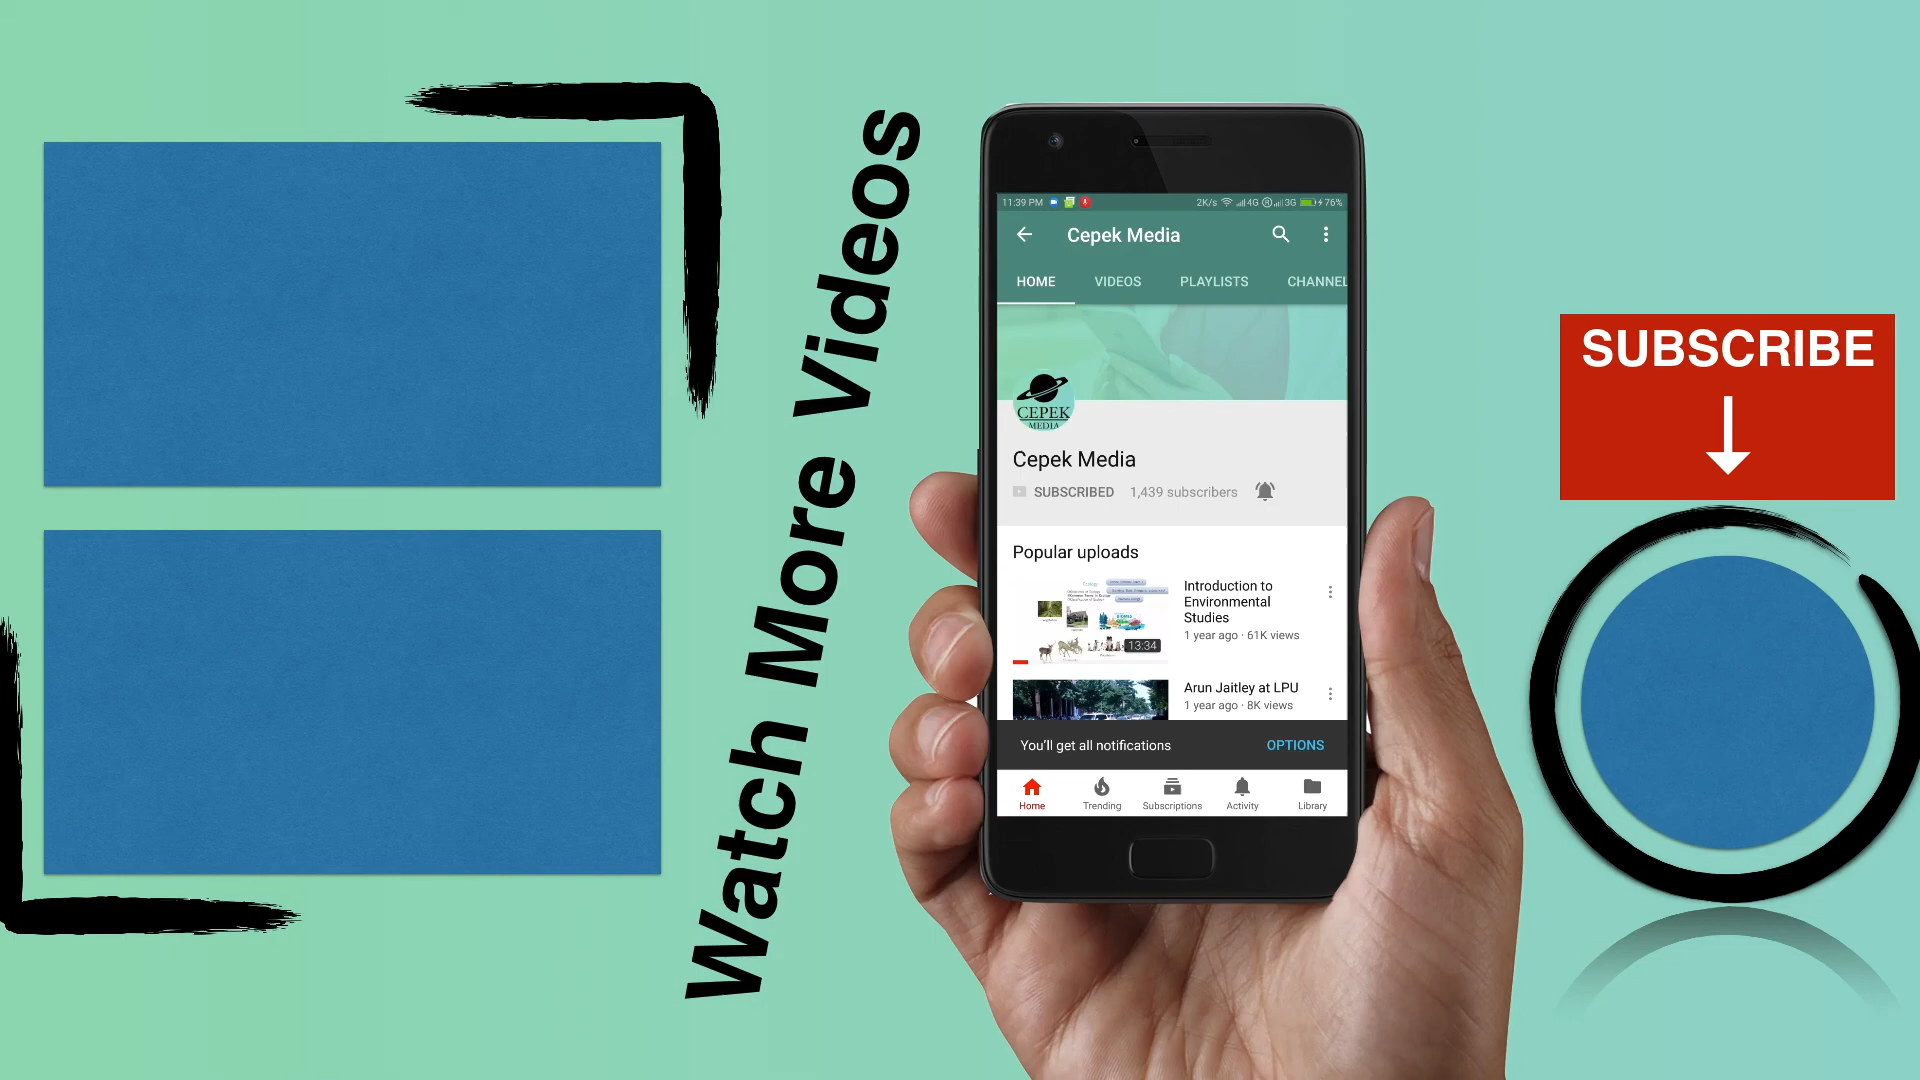 Watch More Videos
11:39 PM
2K/s 4G R 3G 76%
Cepek Media
HOME VIDEOS PLAYLISTS CHANNEL
CEPEK
MEDIA
Cepek Media
SUBSCRIBED 1,439 subscribers
Popular uploads
Introduction to
Environmental
Studies
1 year ago · 61K views
13:34
Arun Jaitley at LPU
1 year ago · 8K views
You'll get all notifications OPTIONS
Home Trending Subscriptions Activity Library
SUBSCRIBE